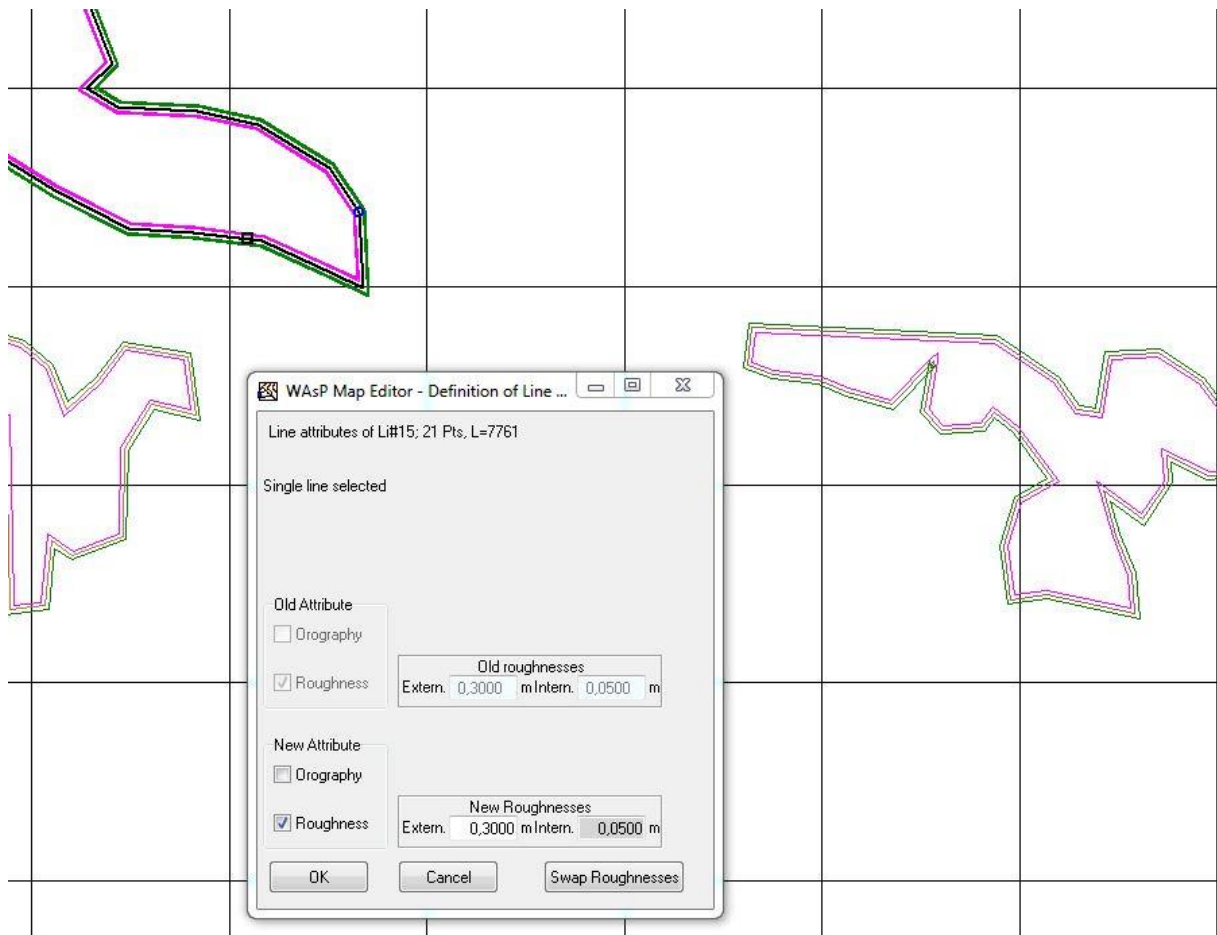 WAsP Map Editor - Definition of Line ...
Line attributes of Li#15; 21 Pts, L=7761
Single line selected
Old Attribute
Orography
Roughness
Old roughnesses
Extern. 0,3000 m Intern. 0,0500 m
New Attribute
Orography
Roughness
New Roughnesses
Extern. 0,3000 m Intern. 0,0500 m
OK Cancel Swap Roughnesses